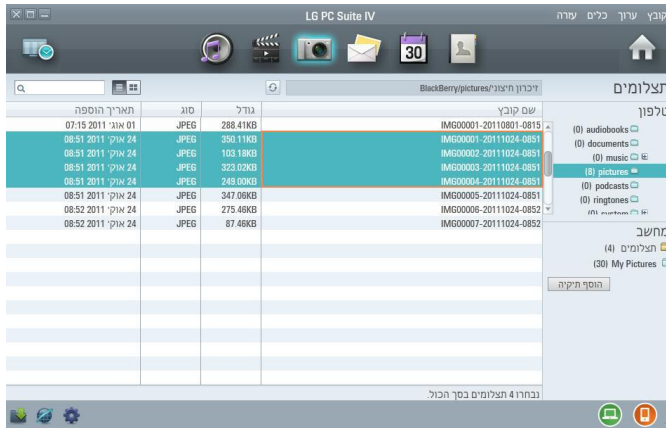 LG PC Suite IV
קובץ ערוך כלים עזרה
30
תצלומים
זיכרון חיצוני/BlackBerry/pictures
שם קובץ גודל סוג תאריך הוספה
IMG00001-20110801-0815 288.41KB JPEG 01 אוג׳ 2011 07:15
IMG00001-20111024-0851 350.11KB JPEG 24 אוק׳ 2011 08:51
IMG00002-20111024-0851 103.18KB JPEG 24 אוק׳ 2011 08:51
IMG00003-20111024-0851 323.02KB JPEG 24 אוק׳ 2011 08:51
IMG00004-20111024-0851 249.00KB JPEG 24 אוק׳ 2011 08:51
IMG00005-20111024-0851 347.06KB JPEG 24 אוק׳ 2011 08:51
IMG00006-20111024-0852 275.46KB JPEG 24 אוק׳ 2011 08:52
IMG00007-20111024-0852 87.46KB JPEG 24 אוק׳ 2011 08:52
טלפון
(0) audiobooks
(0) documents
(0) music
(8) pictures
(0) podcasts
(0) ringtones
(0) system
מחשב
תצלומים (4)
(30) My Pictures
הוסף תיקיה
נבחרו 4 תצלומים בסך הכול.